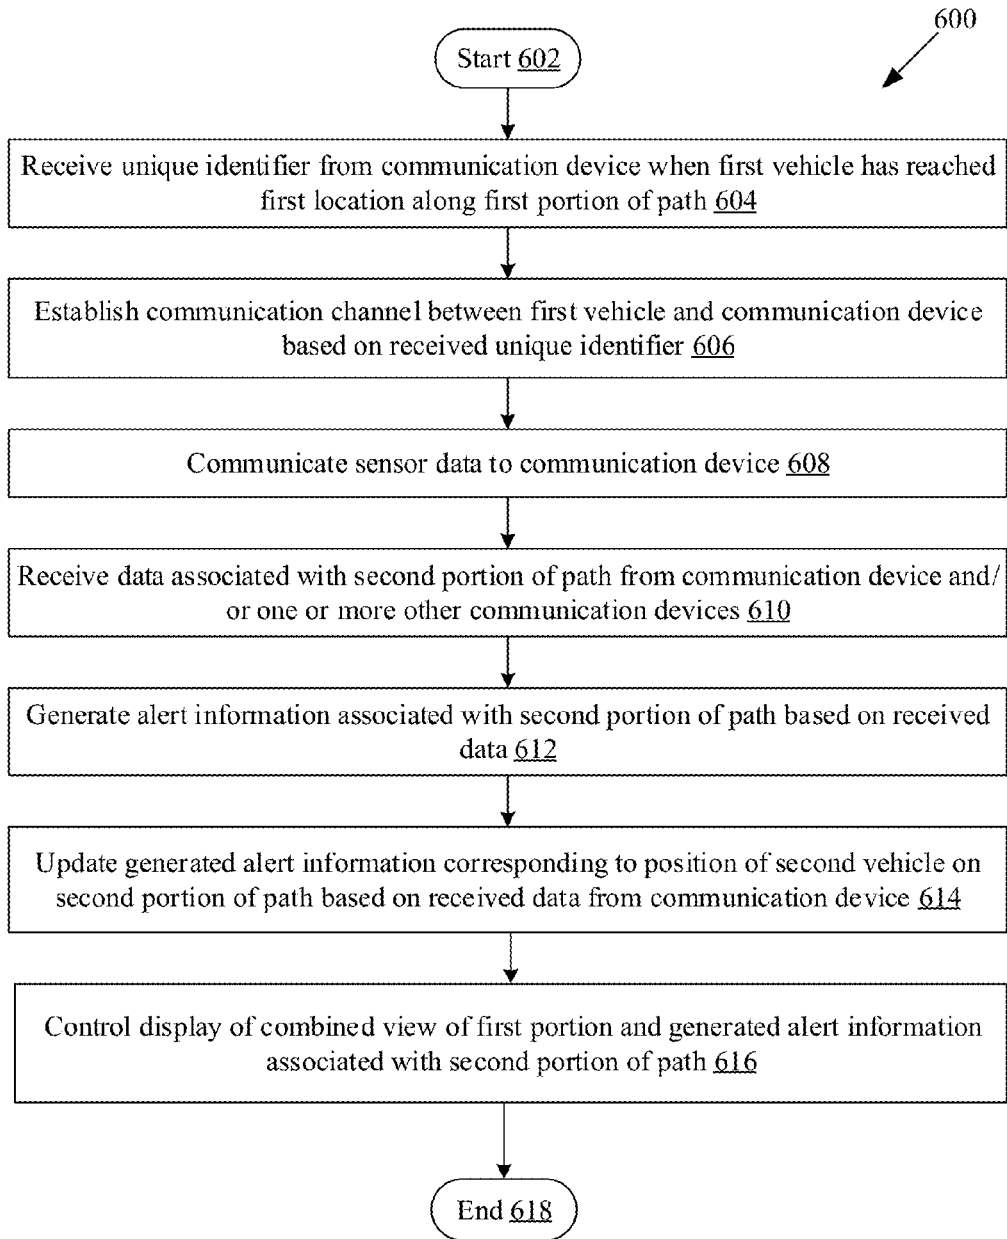 600
Start 602
Receive unique identifier from communication device when first vehicle has reached
first location along first portion of path 604
Establish communication channel between first vehicle and communication device
based on received unique identifier 606
Communicate sensor data to communication device 608
Receive data associated with second portion of path from communication device and/
or one or more other communication devices 610
Generate alert information associated with second portion of path based on received
data 612
Update generated alert information corresponding to position of second vehicle on
second portion of path based on received data from communication device 614
Control display of combined view of first portion and generated alert information
associated with second portion of path 616
End 618